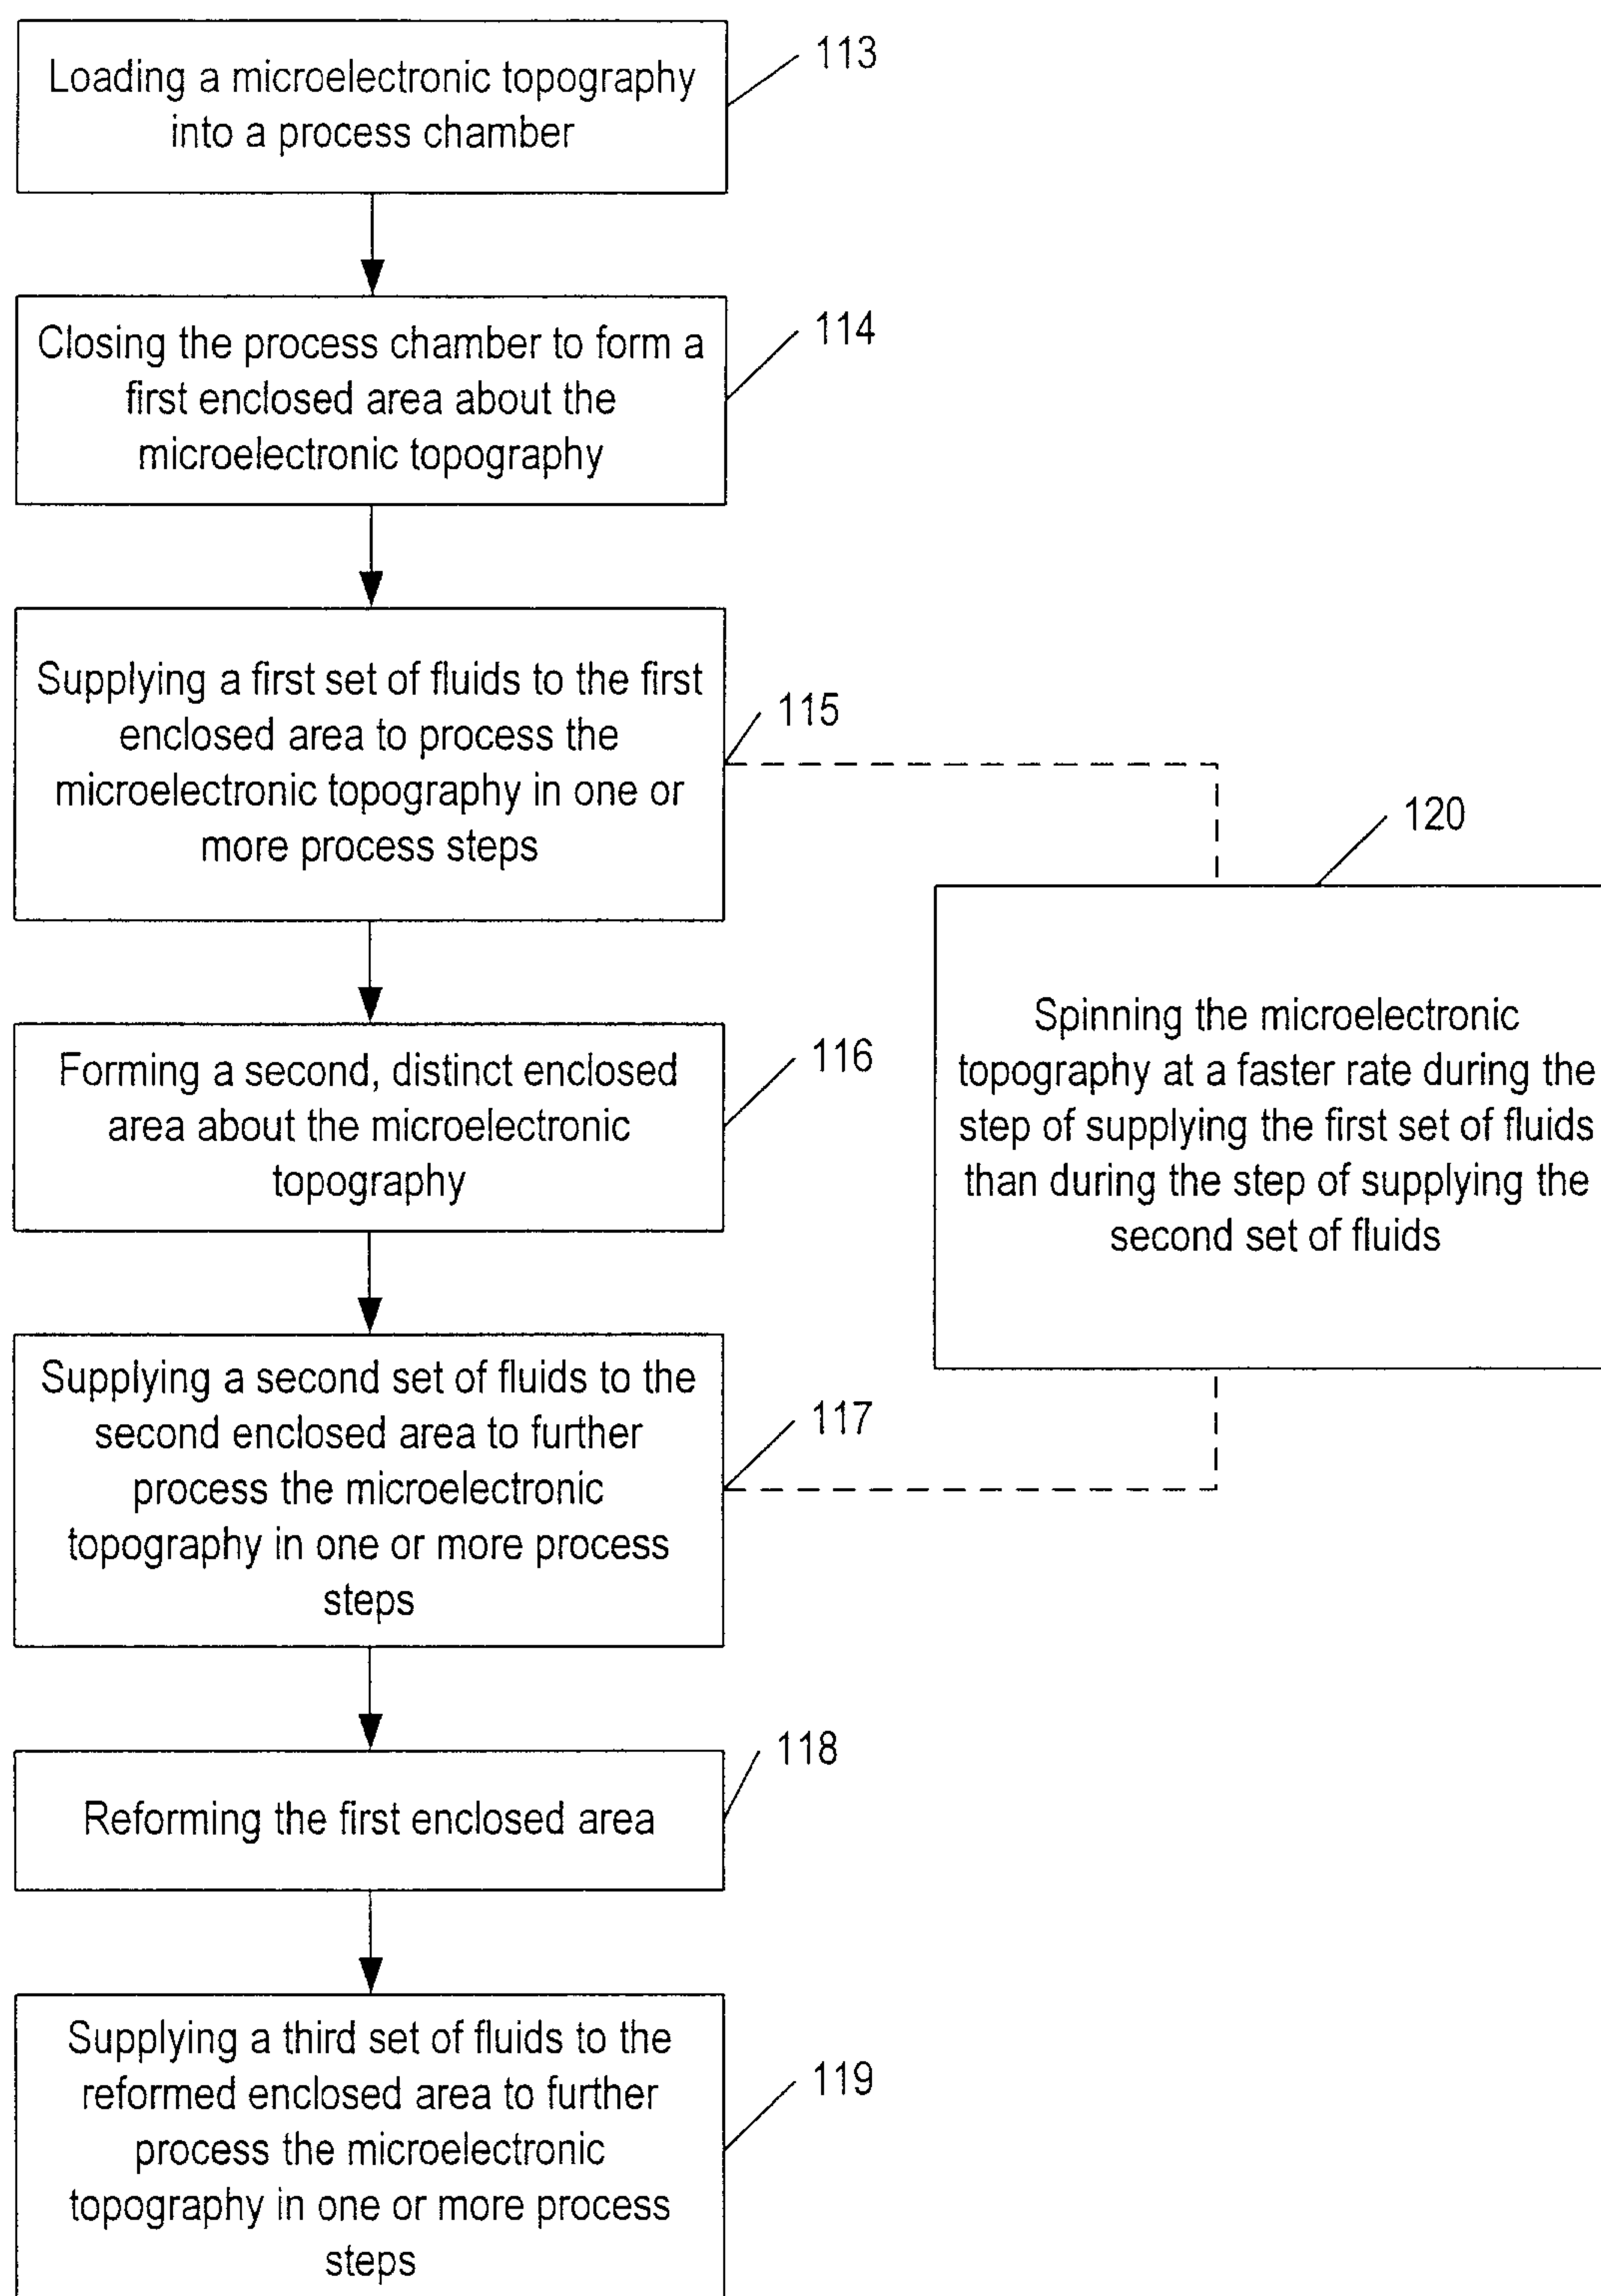 Loading a microelectronic topography
into a process chamber
113
Closing the process chamber to form a
first enclosed area about the
microelectronic topography
114
Supplying a first set of fluids to the first
enclosed area to process the
microelectronic topography in one or
more process steps
115
120
Spinning the microelectronic
topography at a faster rate during the
step of supplying the first set of fluids
than during the step of supplying the
second set of fluids
Forming a second, distinct enclosed
area about the microelectronic
topography
116
Supplying a second set of fluids to the
second enclosed area to further
process the microelectronic
topography in one or more process
steps
117
Reforming the first enclosed area
118
Supplying a third set of fluids to the
reformed enclosed area to further
process the microelectronic
topography in one or more process
steps
119